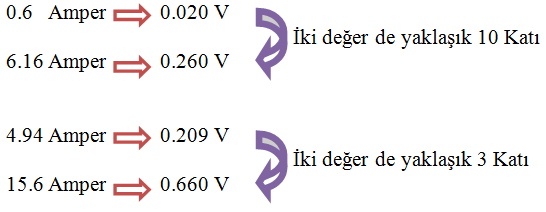 0.6 Amper 0.020 V
İki değer de yaklaşık 10 Katı
6.16 Amper 0.260 V
4.94 Amper 0.209 V
İki değer de yaklaşık 3 Katı
15.6 Amper 0.660 V